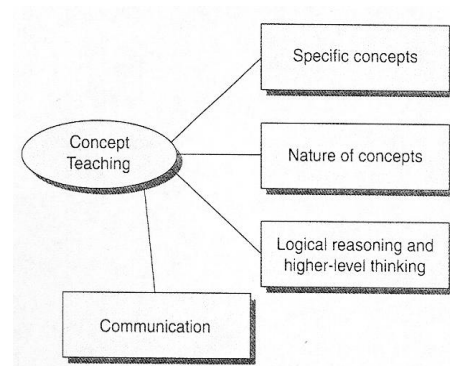 Specific concepts
Concept
Teaching
Nature of concepts
Logical reasoning and
higher-level thinking
Communication